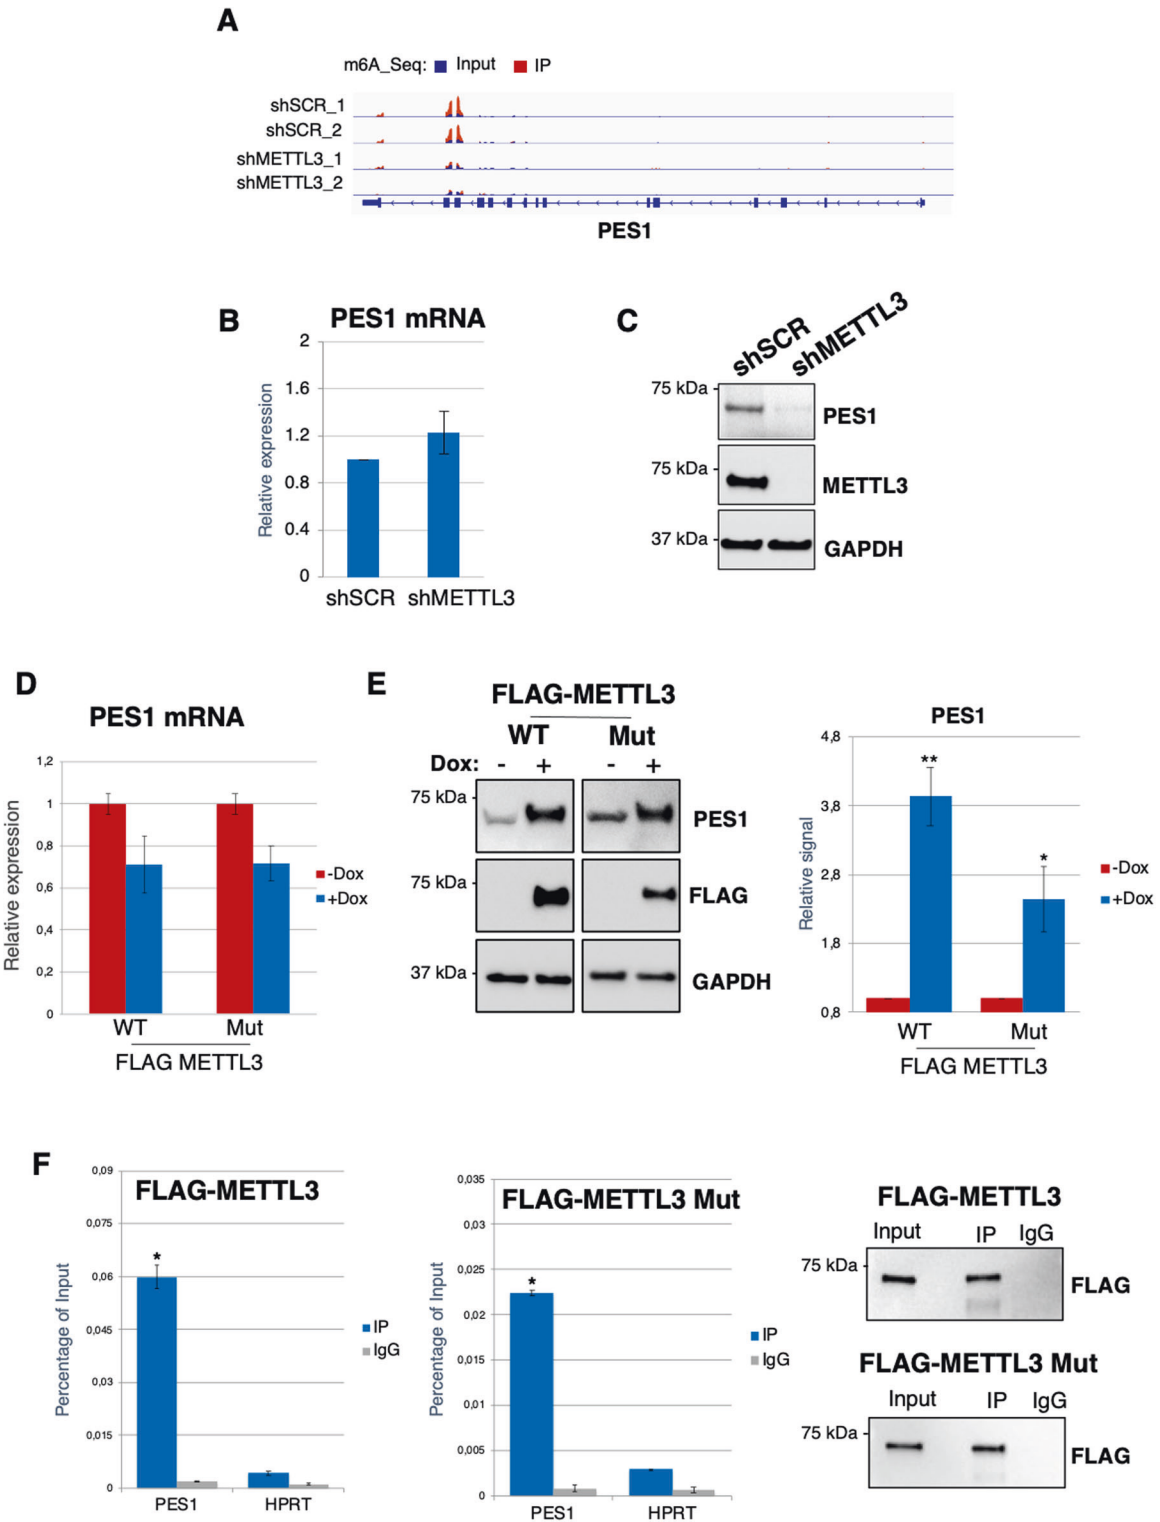 A
m6A_Seq: Input IP
shSCR_1
shSCR_2
shMETTL3_1
shMETTL3_2
PES1
B
PES1 mRNA
Relative expression
2
1.6
1.2
0.8
0.4
0
shSCR shMETTL3
C
shSCR shMETTL3
75 kDa
PES1
75 kDa
METTL3
37 kDa
GAPDH
D
PES1 mRNA
Relative expression
1,2
1
0,8
0,6
0,4
0,2
0
-Dox
+Dox
WT Mut
FLAG METTL3
E
FLAG-METTL3
WT Mut
Dox: - + - +
75 kDa
PES1
75 kDa
FLAG
37 kDa
GAPDH
PES1
Relative signal
4,8
3,8
2,8
1,8
0,8
**
*
-Dox
+Dox
WT Mut
FLAG METTL3
F
FLAG-METTL3
Percentage of Input
0,09
0,075
0,06
0,045
0,03
0,015
0
*
IP
IgG
PES1 HPRT
FLAG-METTL3 Mut
Percentage of Input
0,035
0,03
0,025
0,02
0,015
0,01
0,005
0
*
IP
IgG
PES1 HPRT
FLAG-METTL3
Input IP IgG
75 kDa
FLAG
FLAG-METTL3 Mut
Input IP IgG
75 kDa
FLAG